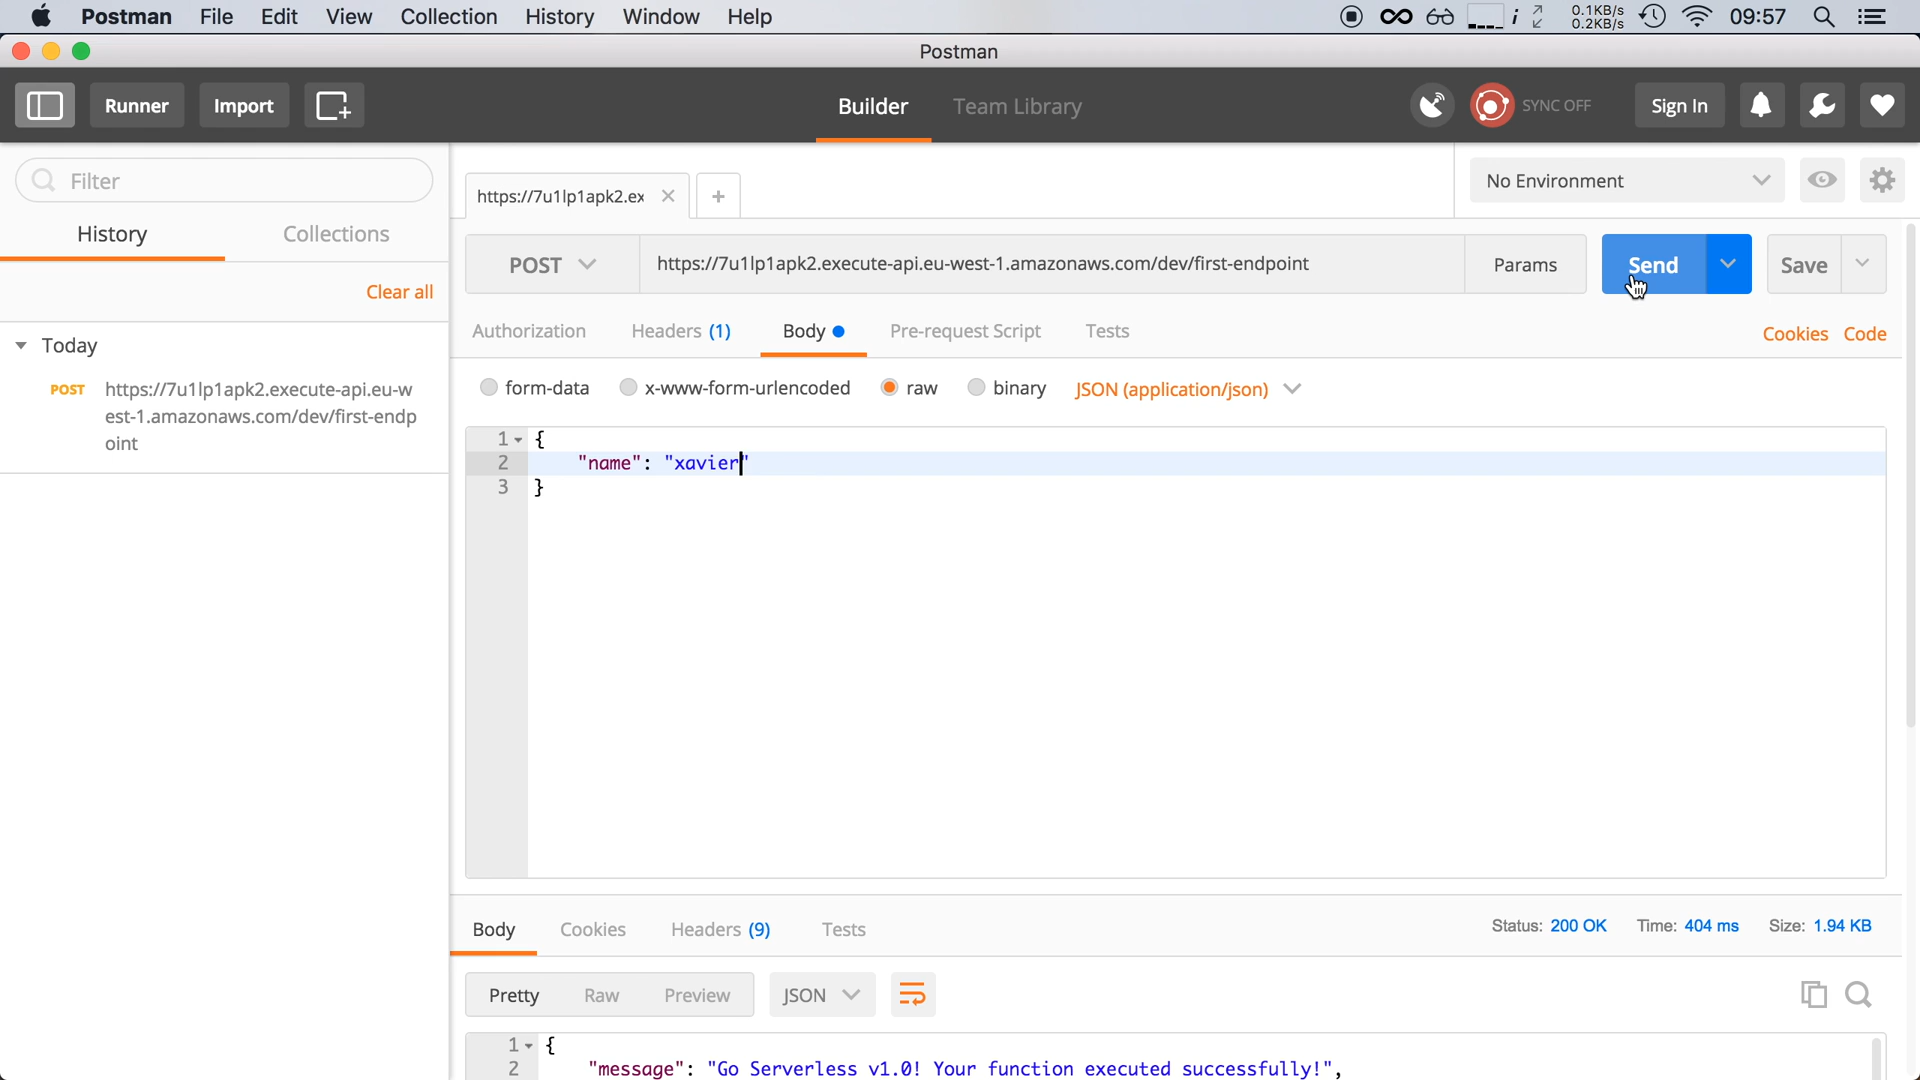 Postman File Edit View Collection History Window Help 0.1KB/s 0.2KB/s 09:57
Postman
Runner Import Builder Team Library SYNC OFF Sign In
Filter
https://7u1lp1apk2.ex
No Environment
History Collections
Clear all
Today
POST https://7u1lp1apk2.execute-api.eu-w
est-1.amazonaws.com/dev/first-endp
oint
POST https://7u1lp1apk2.execute-api.eu-west-1.amazonaws.com/dev/first-endpoint Params Send Save
Authorization Headers (1) Body Pre-request Script Tests Cookies Code
form-data x-www-form-urlencoded raw binary JSON (application/json)
1 {
2 "name": "xavier"
3 }
Body Cookies Headers (9) Tests Status: 200 OK Time: 404 ms Size: 1.94 KB
Pretty Raw Preview JSON
1 {
2 "message": "Go Serverless v1.0! Your function executed successfully!",